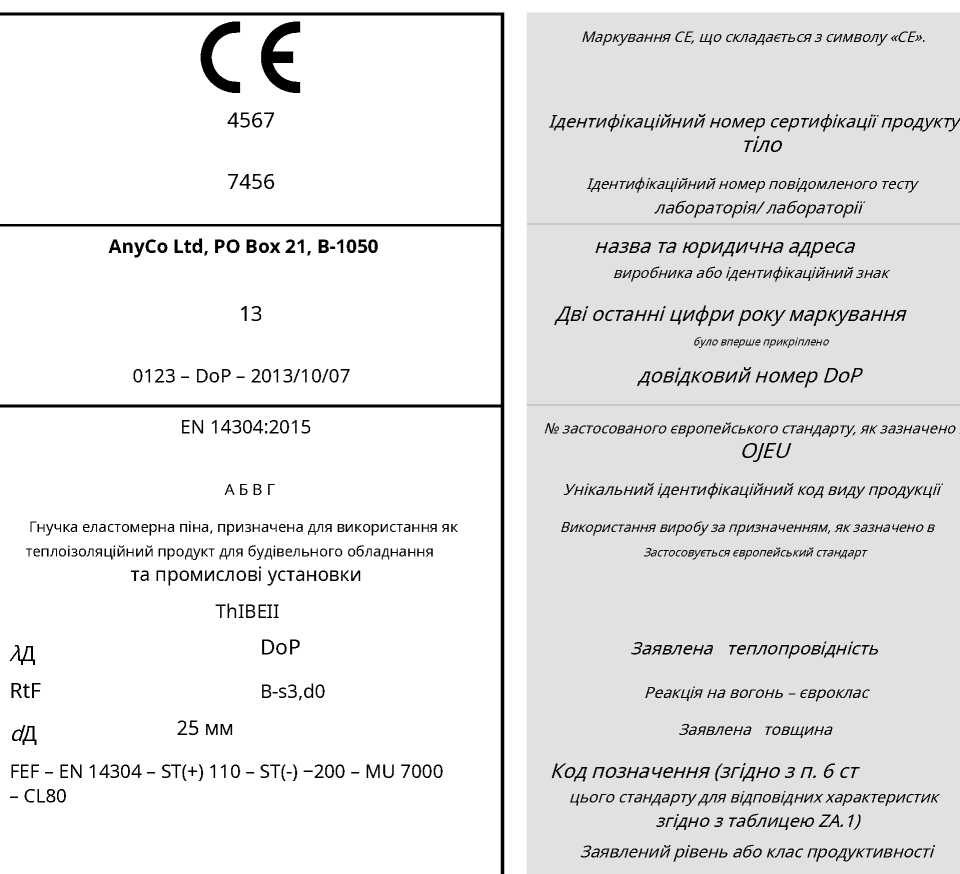 CE
Маркування CE, що складається з символу «CE».
4567
Ідентифікаційний номер сертифікації продукту
тіло
7456
Ідентифікаційний номер повідомленого тесту
лабораторія/ лабораторії
AnyCo Ltd, PO Box 21, B-1050
назва та юридична адреса
виробника або ідентифікаційний знак
13
Дві останні цифри року маркування
було вперше прикріплено
0123 – DoP – 2013/10/07
довідковий номер DoP
EN 14304:2015
№ застосованого європейського стандарту, як зазначено
OJEU
А Б В Г
Унікальний ідентифікаційний код виду продукції
Гнучка еластомерна піна, призначена для використання як
теплоізоляційний продукт для будівельного обладнання
та промислові установки
Використання виробу за призначенням, як зазначено в
Застосовується європейський стандарт
ThIBEII
λД
DoP
Заявлена теплопровідність
RtF
B-s3,d0
Реакція на вогонь – єврокласс
dД
25 мм
Заявлена товщина
FEF – EN 14304 – ST(+) 110 – ST(-) −200 – MU 7000
– CL80
Код позначення (згідно з п. 6 ст
цього стандарту для відповідних характеристик
згідно з таблицею ZA.1)
Заявлений рівень або клас продуктивності